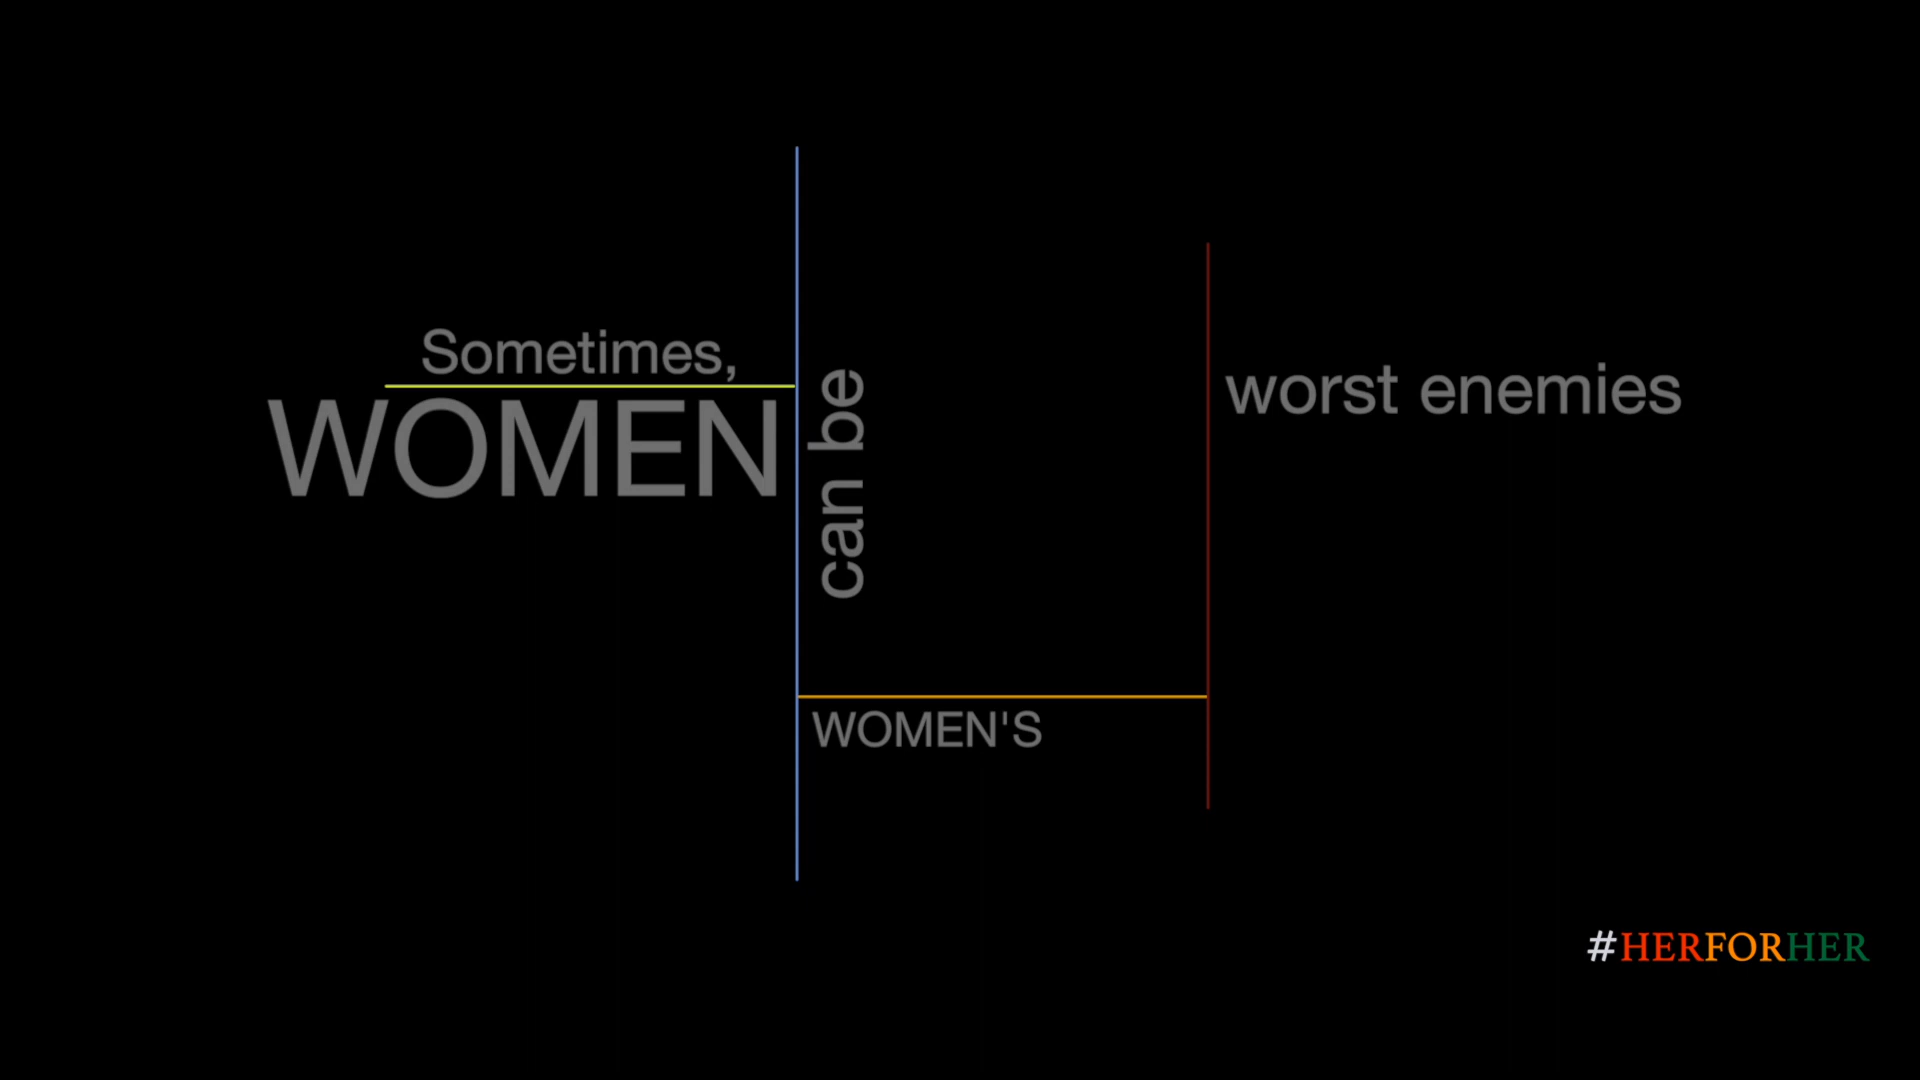 Sometimes,
WOMEN
can be
WOMEN'S
worst enemies
#HERFORHER